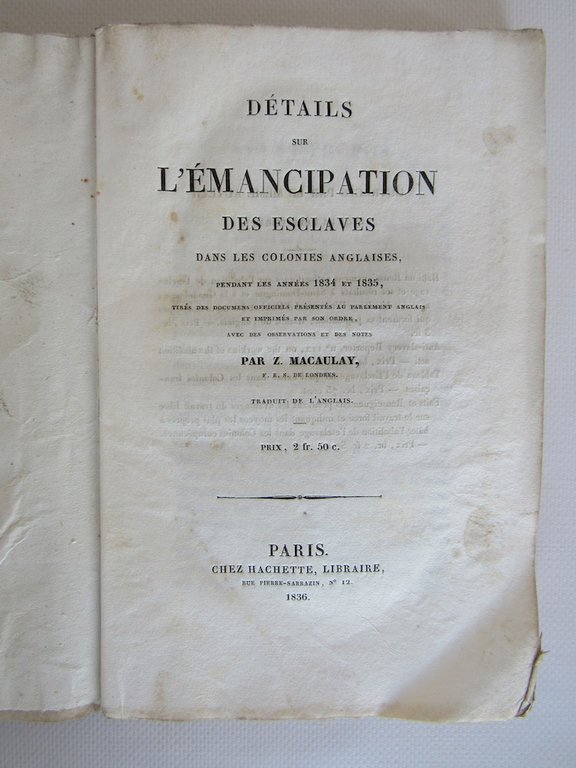 DÉTAILS
SUR
L'ÉMANCIPATION
DES ESCLAVES
DANS LES COLONIES ANGLAISES,
PENDANT LES ANNÉES 1834 ET 1835,
TIRÉS DES DOCUMENS OFFICIELS PRÉSENTÉS AU PARLEMENT ANGLAIS
ET IMPRIMÉS PAR SON ORDRE,
AVEC DES OBSERVATIONS ET DES NOTES
PAR Z. MACAULAY,
F. R. S. DE LONDRES.
TRADUIT DE L'ANGLAIS.
PRIX, 2 fr. 50 c.
PARIS.
CHEZ HACHETTE, LIBRAIRE,
RUE PIERRE-SARRAZIN, N° 12.
1836.